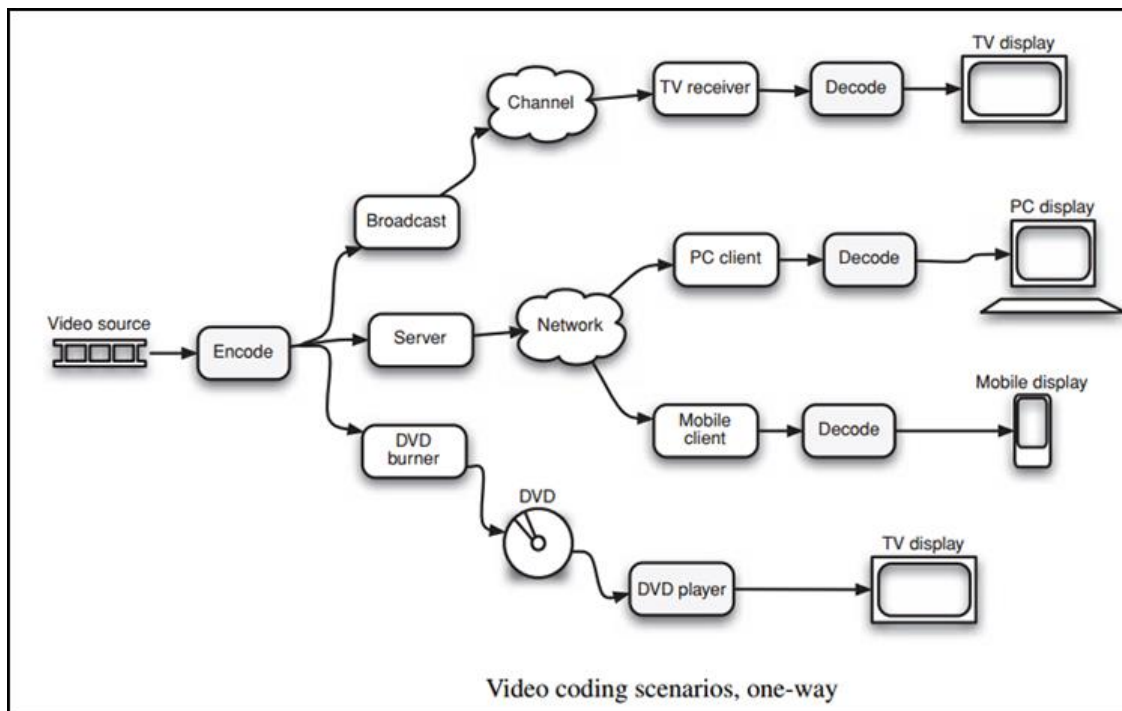 TV display
Channel
TV receiver
Decode
Broadcast
PC display
PC client
Decode
Video source
Encode
Server
Network
Mobile display
Mobile
client
Decode
DVD
burner
DVD
TV display
DVD player
Video coding scenarios, one-way